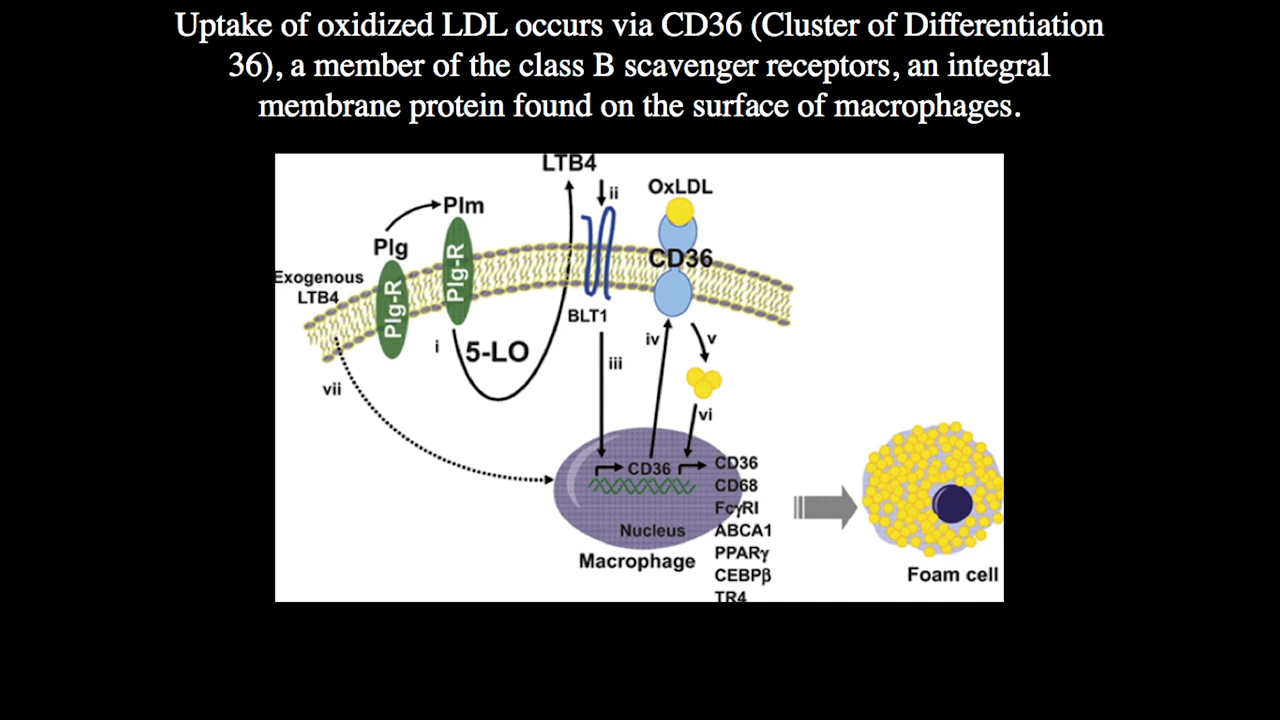 Uptake of oxidized LDL occurs via CD36 (Cluster of Differentiation
36), a member of the class B scavenger receptors, an integral
membrane protein found on the surface of macrophages.
LTB4
ii
OxLDL
Plm
Plg
CD36
Exogenous
LTB4
Plg-R
Plg-R
BLT1
i
5-LO
iv
v
iii
vii
vi
CD36
CD36
CD68
FcγRI
Nucleus
ABCA1
Macrophage
PPARγ
CEBPβ
TR4
Foam cell